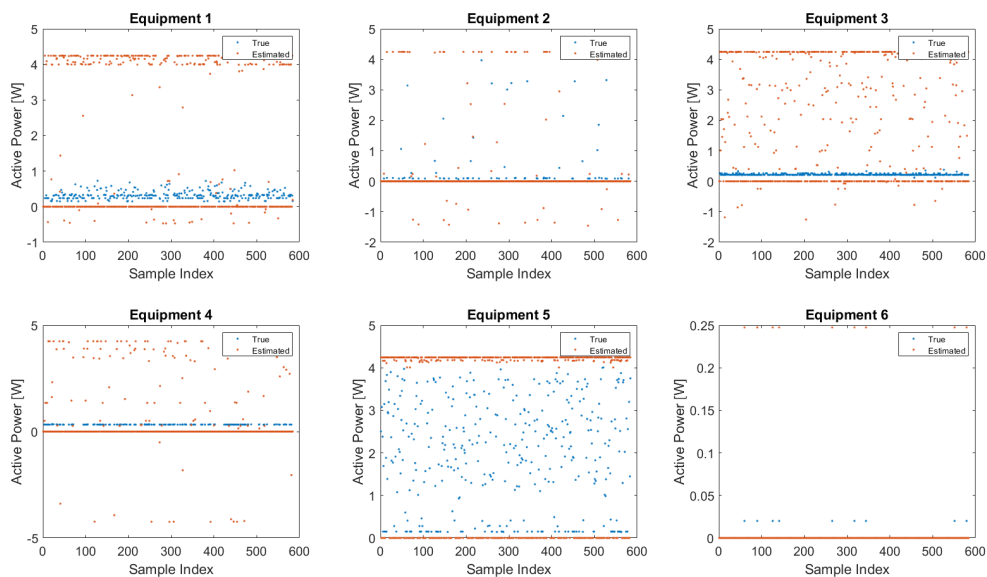 Equipment 1
5
4
3
2
1
0
-1
Active Power [W]
0 100 200 300 400 500 600
Sample Index
True
Estimated
Equipment 2
5
4
3
2
1
0
-1
-2
Active Power [W]
0 100 200 300 400 500 600
Sample Index
True
Estimated
Equipment 3
5
4
3
2
1
0
-1
-2
Active Power [W]
0 100 200 300 400 500 600
Sample Index
True
Estimated
Equipment 4
5
0
-5
Active Power [W]
0 100 200 300 400 500 600
Sample Index
True
Estimated
Equipment 5
5
4
3
2
1
0
Active Power [W]
0 100 200 300 400 500 600
Sample Index
True
Estimated
Equipment 6
0.25
0.2
0.15
0.1
0.05
0
Active Power [W]
0 100 200 300 400 500 600
Sample Index
True
Estimated